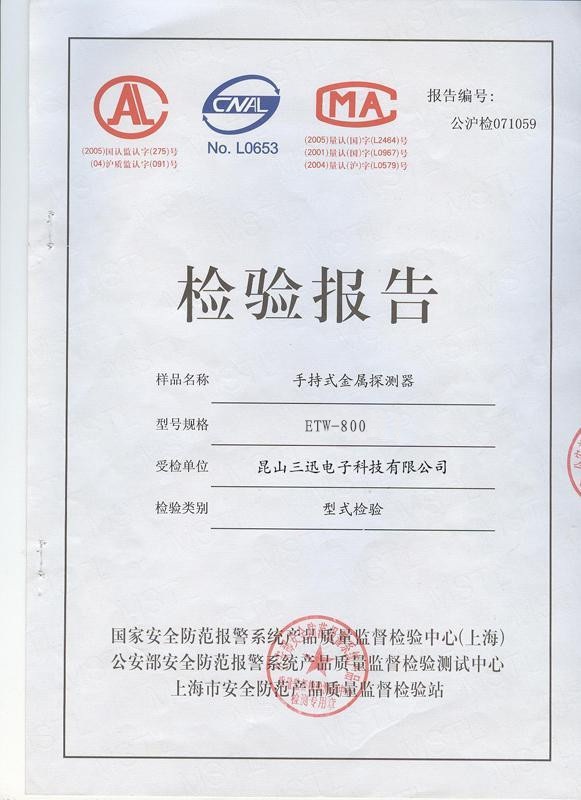 CAL
CNAL
CMA
报告编号:
公沪检071059
No. L0653
(2005)国认监认字(275)号
(04)沪质监认字(091)号
(2005)量认(国)字(L2464)号
(2001)量认(国)字(L0967)号
(2004)量认(沪)字(L0579)号
检验报告
样品名称 手持式金属探测器
型号规格 ETW-800
受检单位 昆山三迅电子科技有限公司
检验类别 型式检验
国家安全防范报警系统产品质量监督检验中心(上海)
公安部安全防范报警系统产品质量监督检验测试中心
上海市安全防范产品质量监督检验站
检测专用章